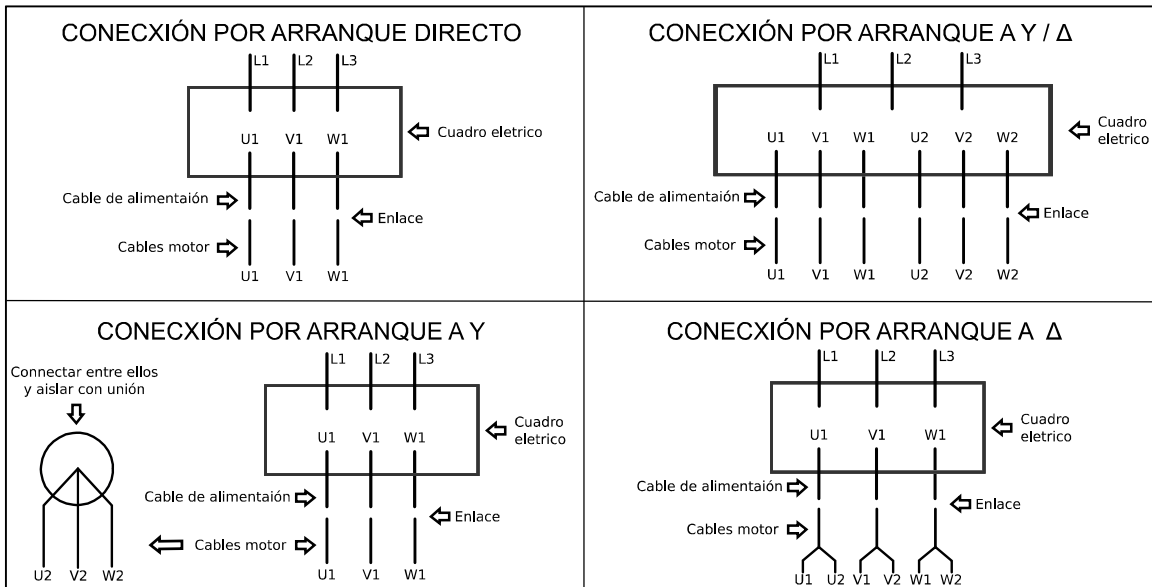 CONECXIÓN POR ARRANQUE DIRECTO
L1 L2 L3
U1 V1 W1
Cuadro eletrico
Cable de alimentaión
Enlace
Cables motor
U1 V1 W1
CONECXIÓN POR ARRANQUE A Y / Δ
L1 L2 L3
U1 V1 W1 U2 V2 W2
Cuadro
eletrico
Cable de alimentaión
Enlace
Cables motor
U1 V1 W1 U2 V2 W2
CONECXIÓN POR ARRANQUE A Y
Connectar entre ellos
y aislar con unión
L1 L2 L3
U1 V1 W1
Cuadro
eletrico
Cable de alimentaión
Enlace
Cables motor
U2 V2 W2
U1 V1 W1
CONECXIÓN POR ARRANQUE A Δ
L1 L2 L3
U1 V1 W1
Cuadro
eletrico
Cable de alimentaión
Enlace
Cables motor
U1 U2 V1 V2 W1 W2